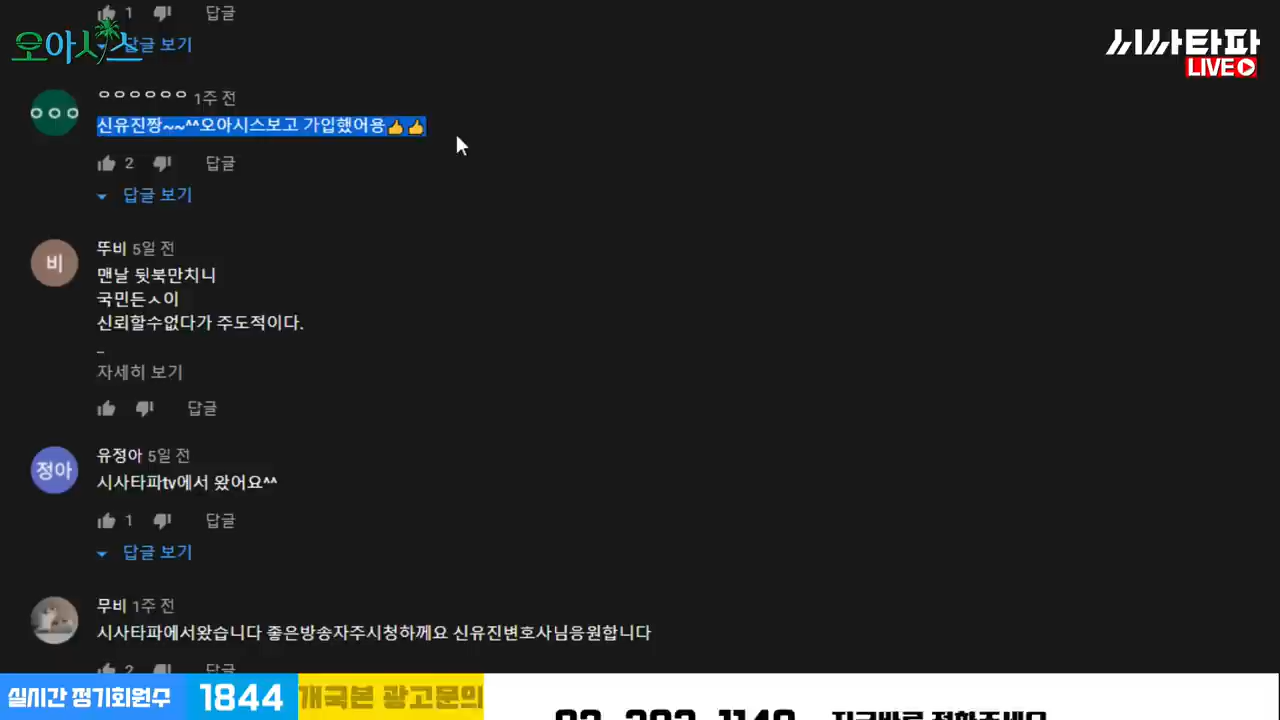 1 답글
오아시스 답글 보기
시사타파
LIVE
ㅇㅇㅇ
ㅇㅇㅇㅇㅇㅇ 1주 전
신유진짱~~^^오아시스보고 가입했어용👍👍
2 답글
답글 보기
비
뚜비 5일 전
맨날 뒷북만치니
국민든ㅅ이
신뢰할수없다가 주도적이다.
_
자세히 보기
답글
정아
유정아 5일 전
시사타파tv에서 왔어요^^
1 답글
답글 보기
무비 1주 전
시사타파에서왔습니다 좋은방송자주시청하께요 신유진변호사님응원합니다
2 답글
실시간 정기회원수 1844 개국본 광고문의